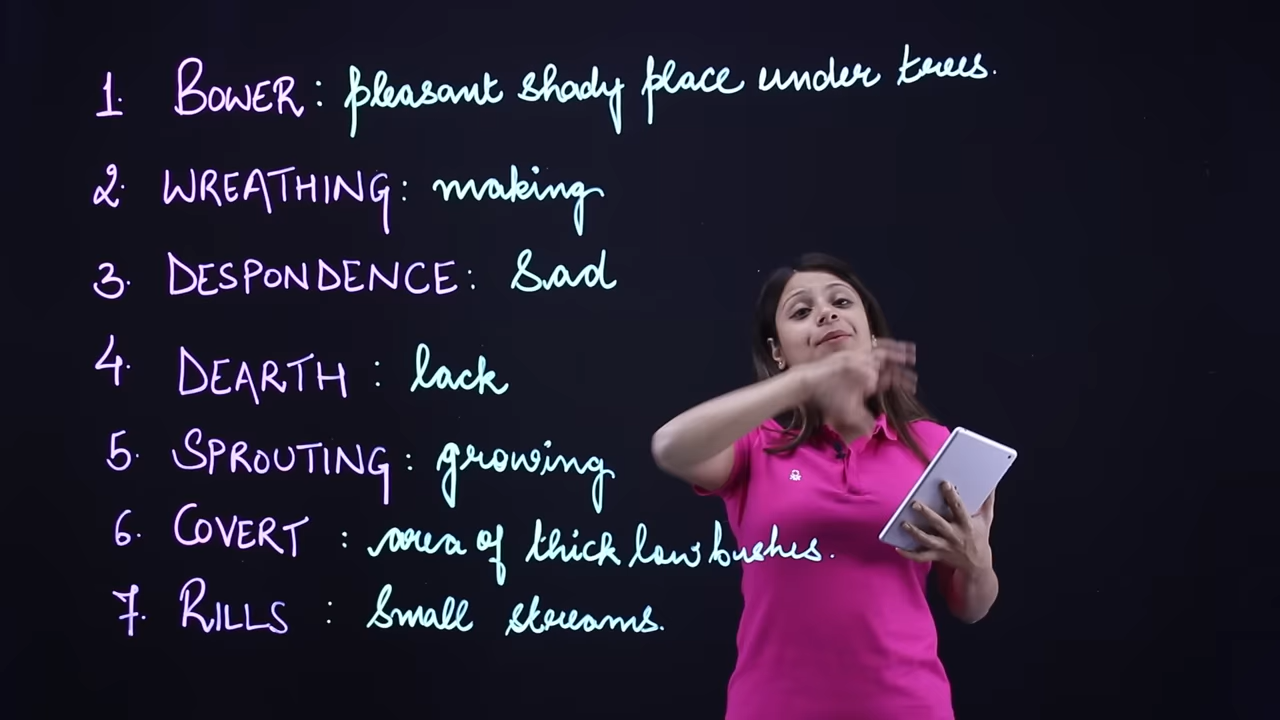 1. BOWER : pleasant shady place under trees.
2. WREATHING : making
3. DESPONDENCE : Sad
4. DEARTH : lack
5. SPROUTING : growing
6. COVERT : area of thick low bushes.
7. RILLS : Small streams.